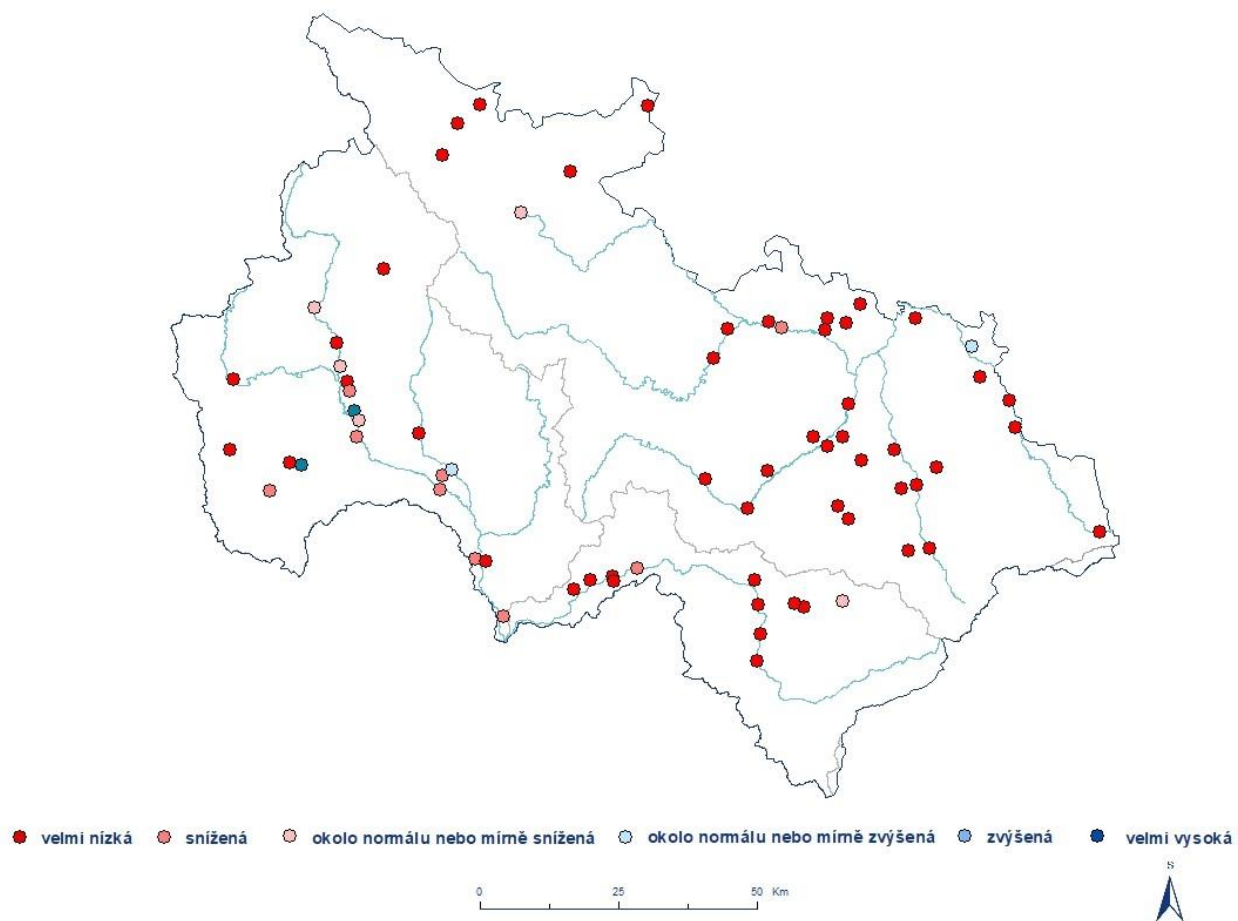 velmi nízká snížená okolo normálu nebo mírně snížená okolo normálu nebo mírně zvýšená zvýšená velmi vysoká
S
0 25 50 Km